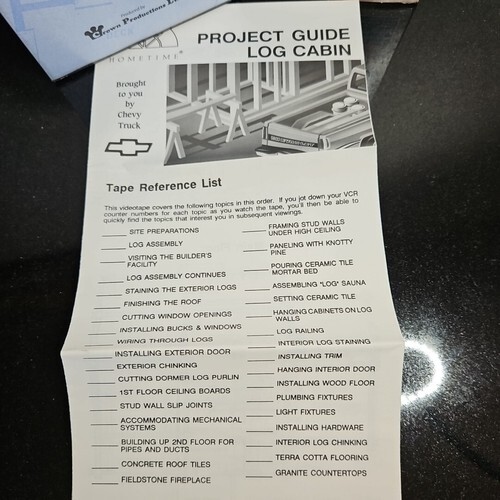 Crown Productions
PROJECT GUIDE
LOG CABIN
HOMETIME®
Brought
to you
by
Chevy
Truck
Tape Reference List
This videotape covers the following topics in this order. If you jot down your VCR
counter numbers for each topic as you watch the tape, you'll then be able to
quickly find the topics that interest you in subsequent viewings.
SITE PREPARATIONS
LOG ASSEMBLY
VISITING THE BUILDER'S
FACILITY
LOG ASSEMBLY CONTINUES
STAINING THE EXTERIOR LOGS
FINISHING THE ROOF
CUTTING WINDOW OPENINGS
INSTALLING BUCKS & WINDOWS
WIRING THROUGH LOGS
INSTALLING EXTERIOR DOOR
EXTERIOR CHINKING
CUTTING DORMER LOG PURLIN
1ST FLOOR CEILING BOARDS
STUD WALL SLIP JOINTS
ACCOMMODATING MECHANICAL
SYSTEMS
BUILDING UP 2ND FLOOR FOR
PIPES AND DUCTS
CONCRETE ROOF TILES
FIELDSTONE FIREPLACE
FRAMING STUD WALLS
UNDER HIGH CEILING
PANELING WITH KNOTTY
PINE
POURING CERAMIC TILE
MORTAR BED
ASSEMBLING "LOG" SAUNA
SETTING CERAMIC TILE
HANGING CABINETS ON LOG
WALLS
LOG RAILING
INTERIOR LOG STAINING
INSTALLING TRIM
HANGING INTERIOR DOOR
INSTALLING WOOD FLOOR
PLUMBING FIXTURES
LIGHT FIXTURES
INSTALLING HARDWARE
INTERIOR LOG CHINKING
TERRA COTTA FLOORING
GRANITE COUNTERTOPS